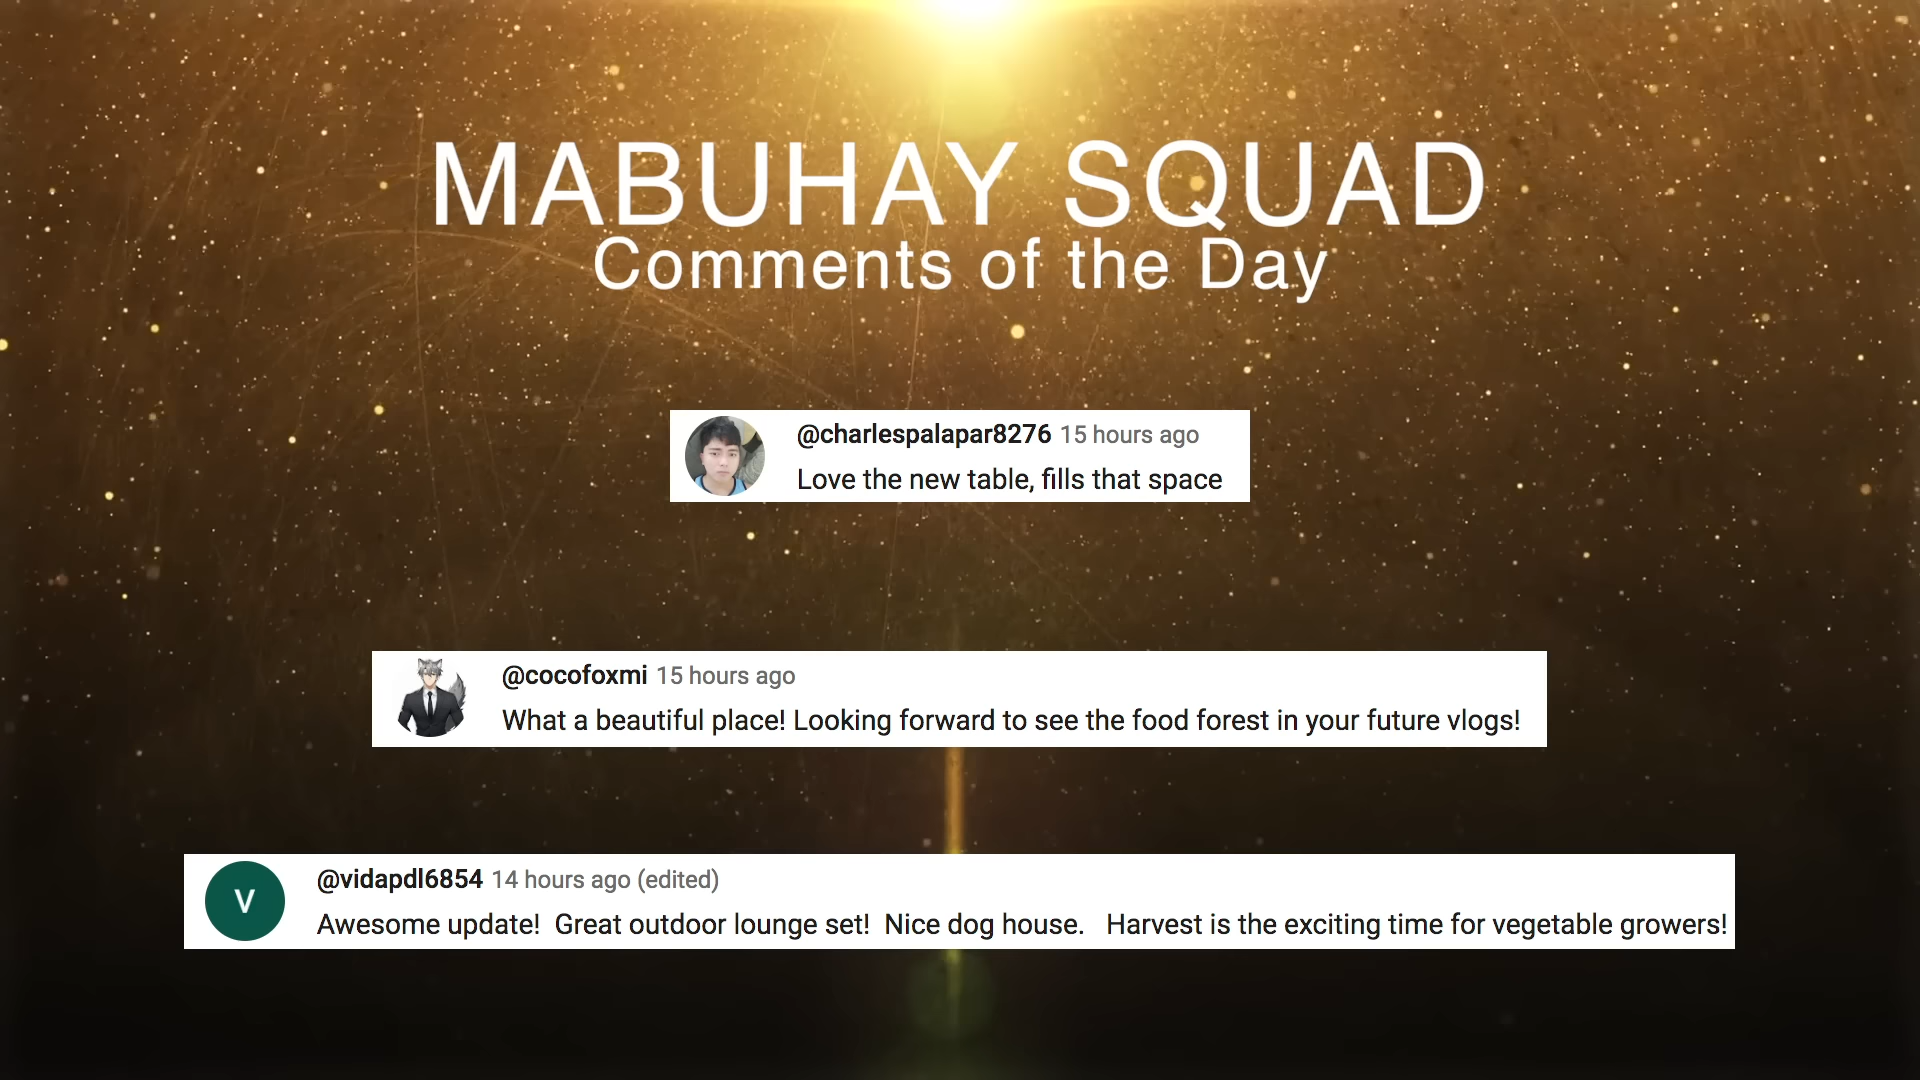 MABUHAY SQUAD
Comments of the Day
@charlespalapar8276 15 hours ago
Love the new table, fills that space
@cocofoxmi 15 hours ago
What a beautiful place! Looking forward to see the food forest in your future vlogs!
V
@vidapdl6854 14 hours ago (edited)
Awesome update!  Great outdoor lounge set!  Nice dog house.   Harvest is the exciting time for vegetable growers!